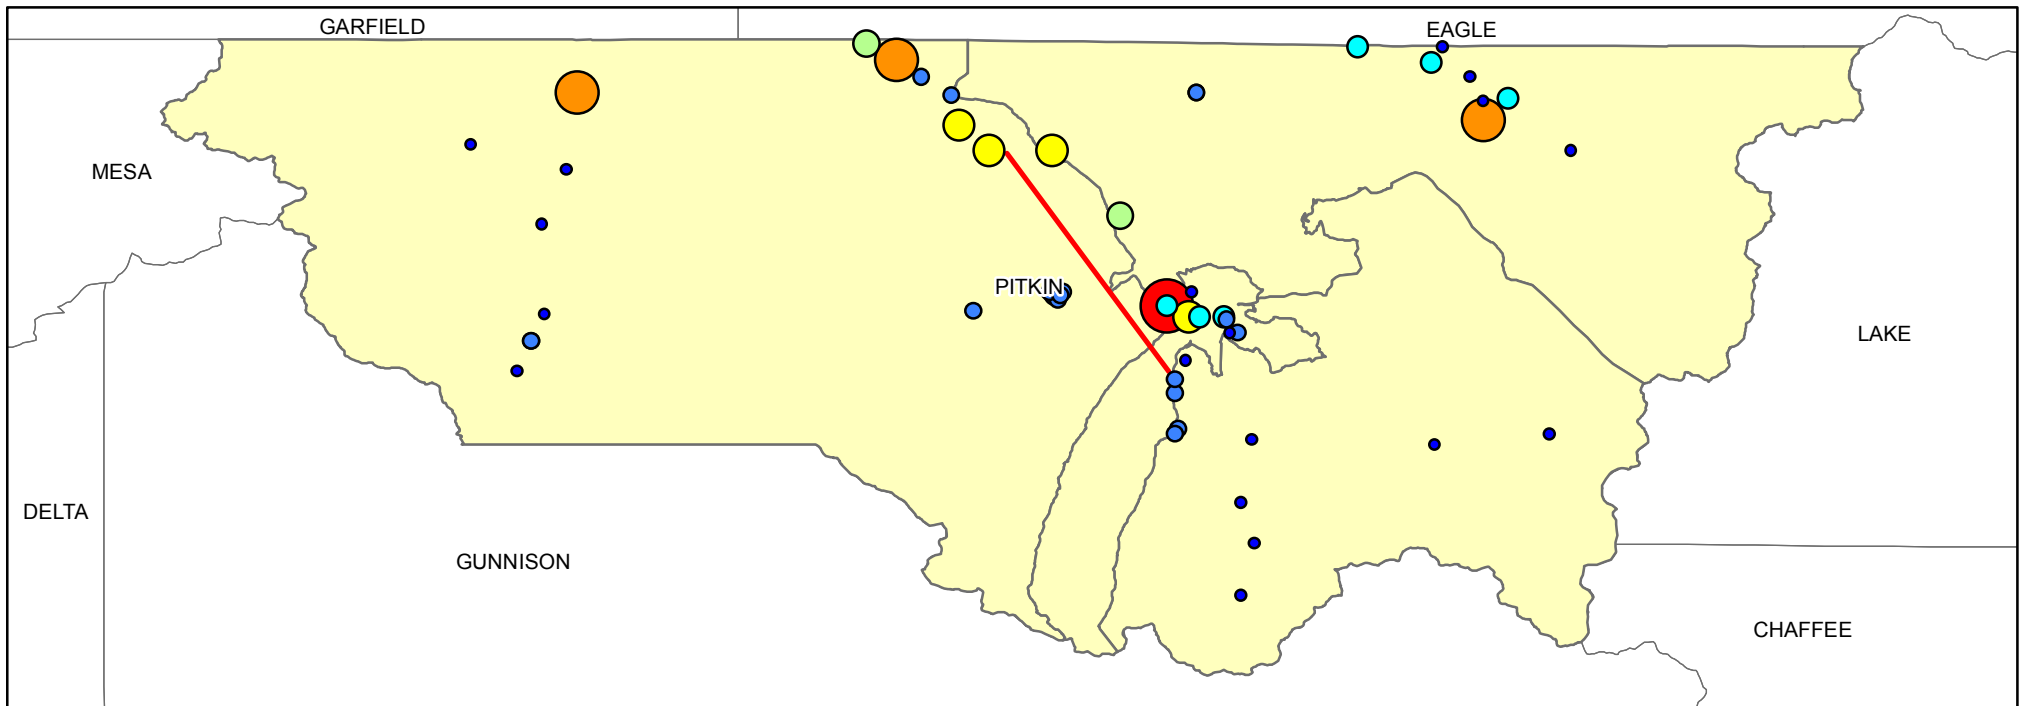 GARFIELD
EAGLE
MESA
PITKIN
LAKE
DELTA
GUNNISON
CHAFFEE